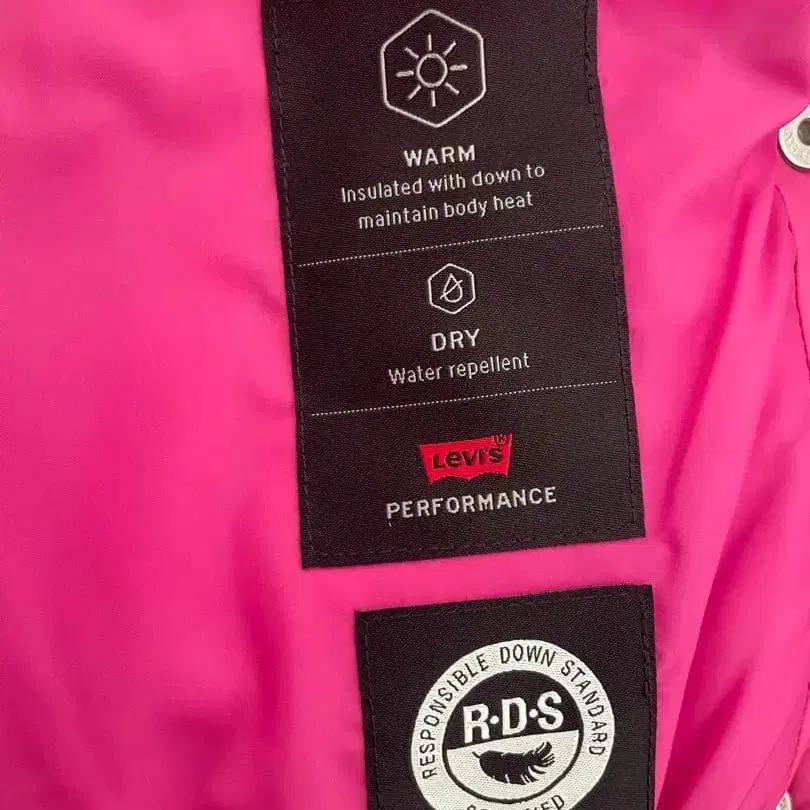 WARM
Insulated with down to
maintain body heat
DRY
Water repellent
Levi's
PERFORMANCE
RESPONSIBLE DOWN STANDARD
R·D·S